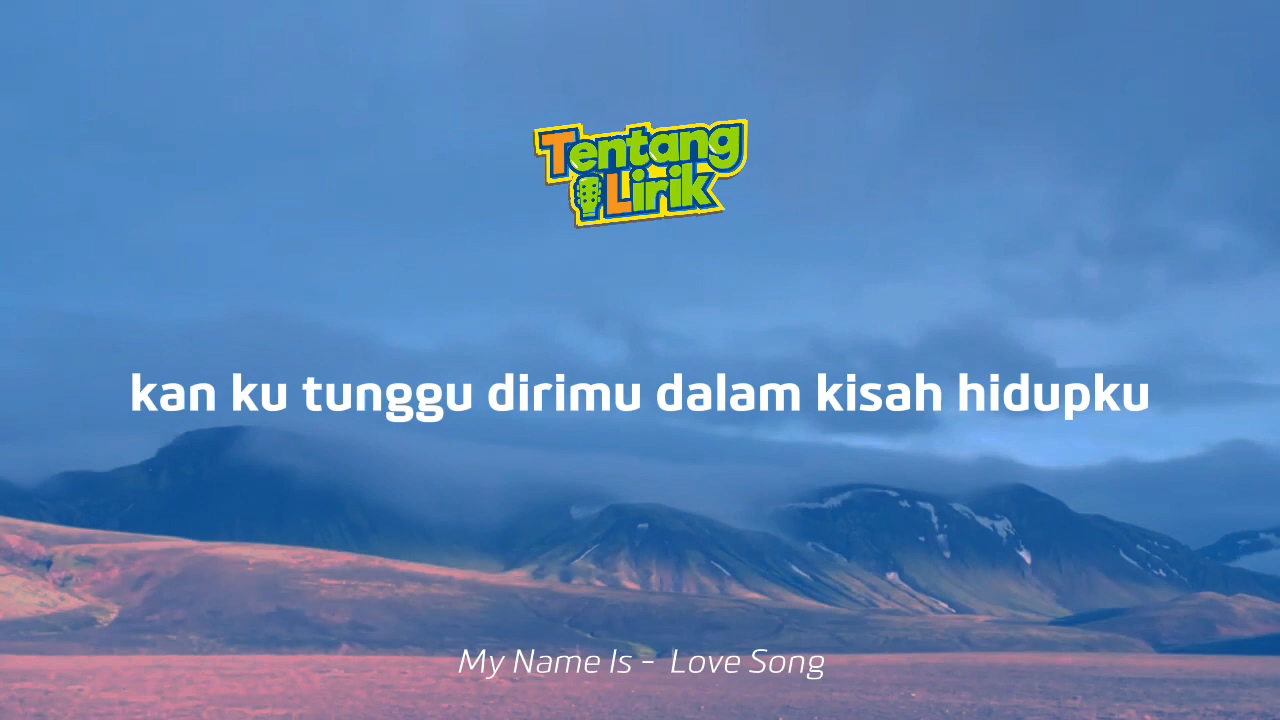 Tentang
Lirik
kan ku tunggu dirimu dalam kisah hidupku
My Name Is - Love Song